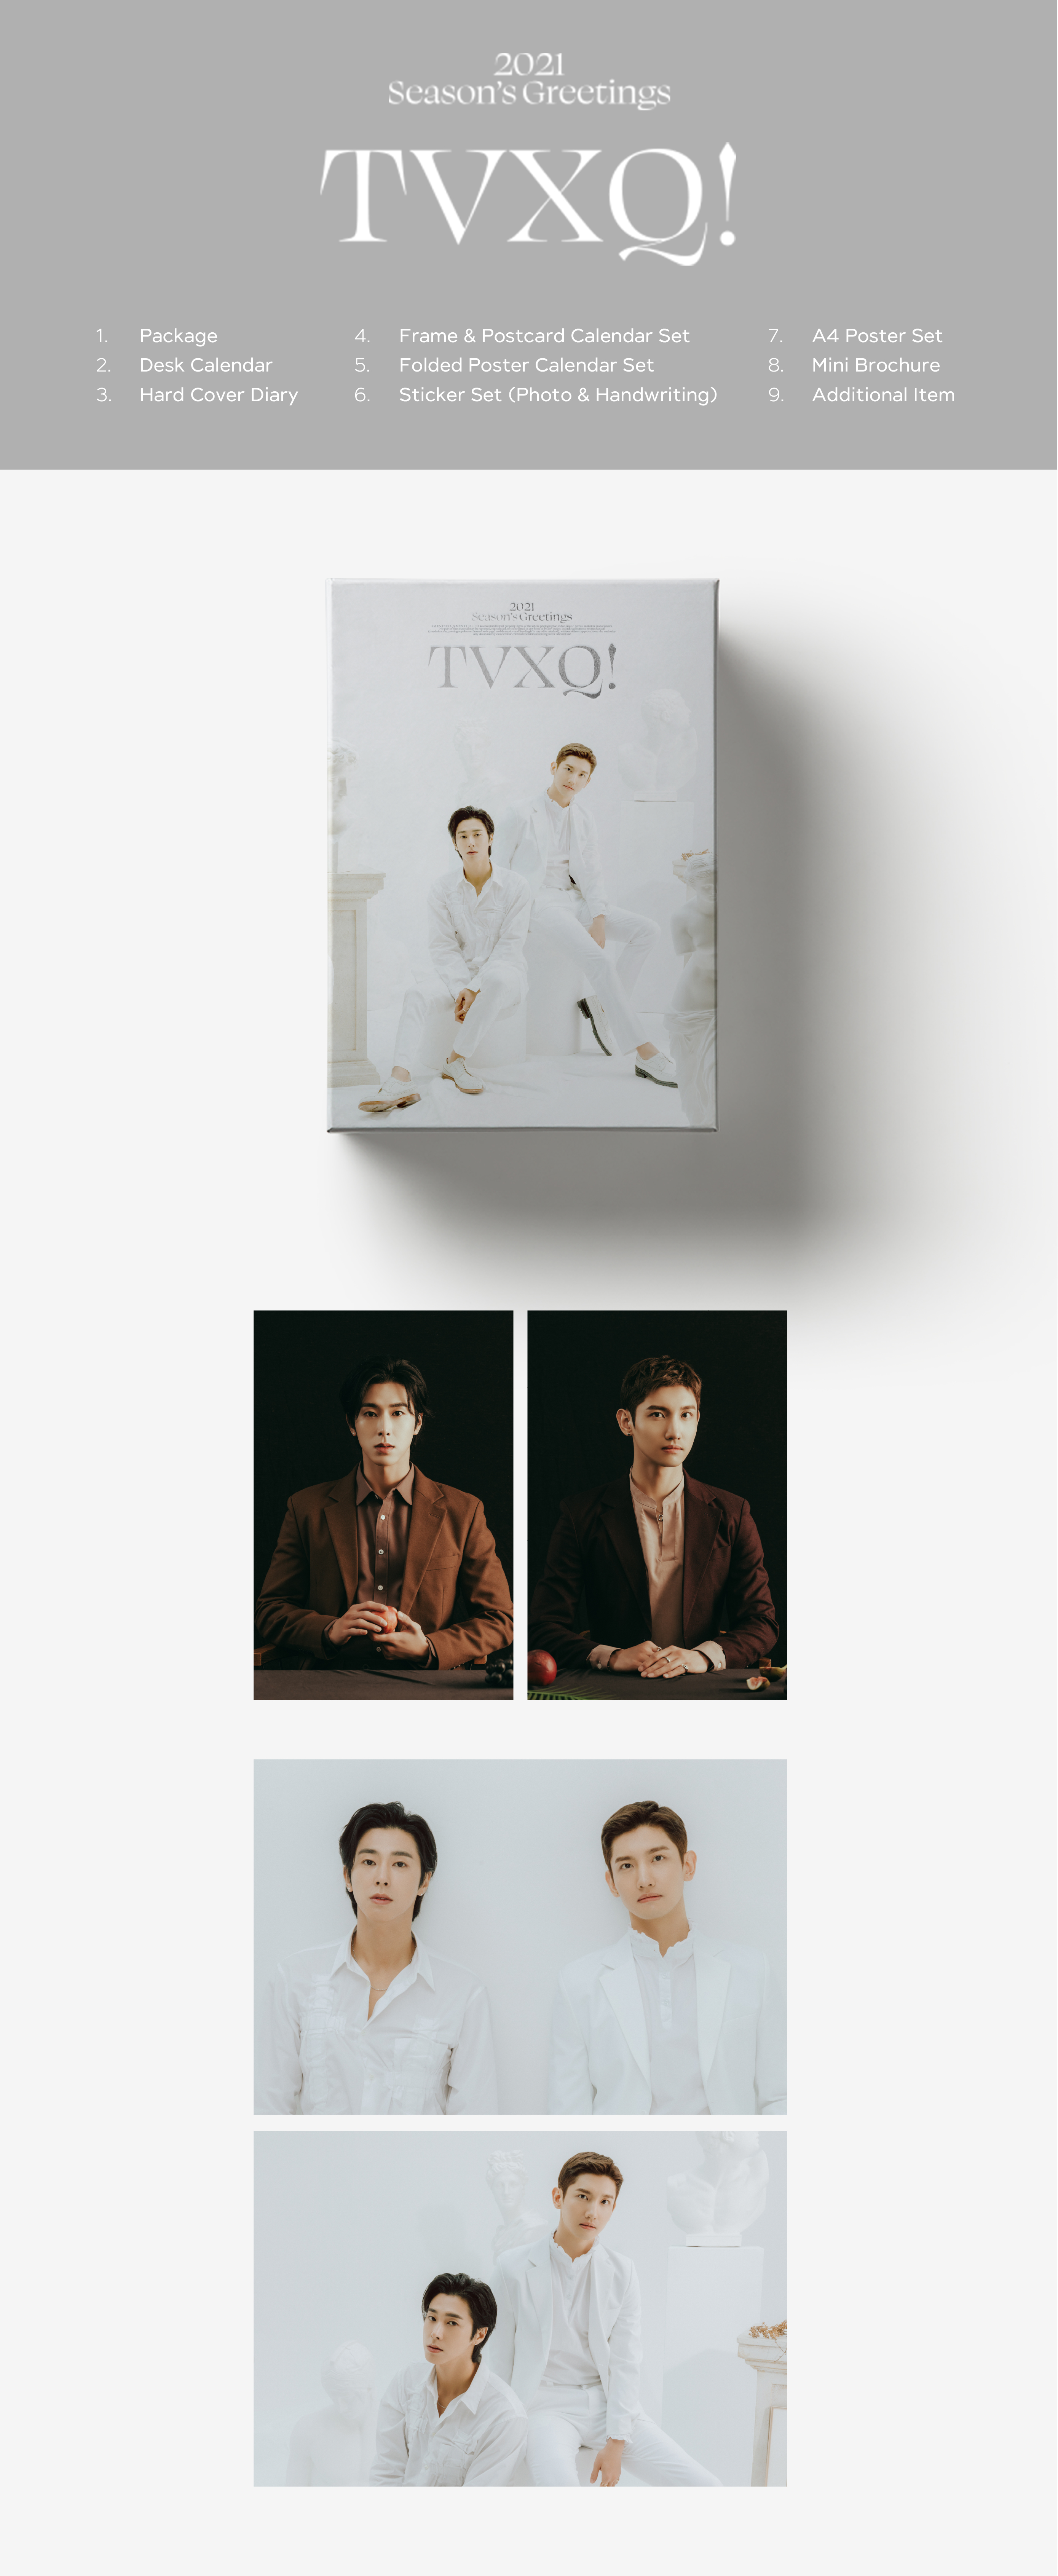 2021
Season's Greetings
TVXQ!
1. Package
2. Desk Calendar
3. Hard Cover Diary
4. Frame & Postcard Calendar Set
5. Folded Poster Calendar Set
6. Sticker Set (Photo & Handwriting)
7. A4 Poster Set
8. Mini Brochure
9. Additional Item
2021
Season's Greetings
TVXQ!